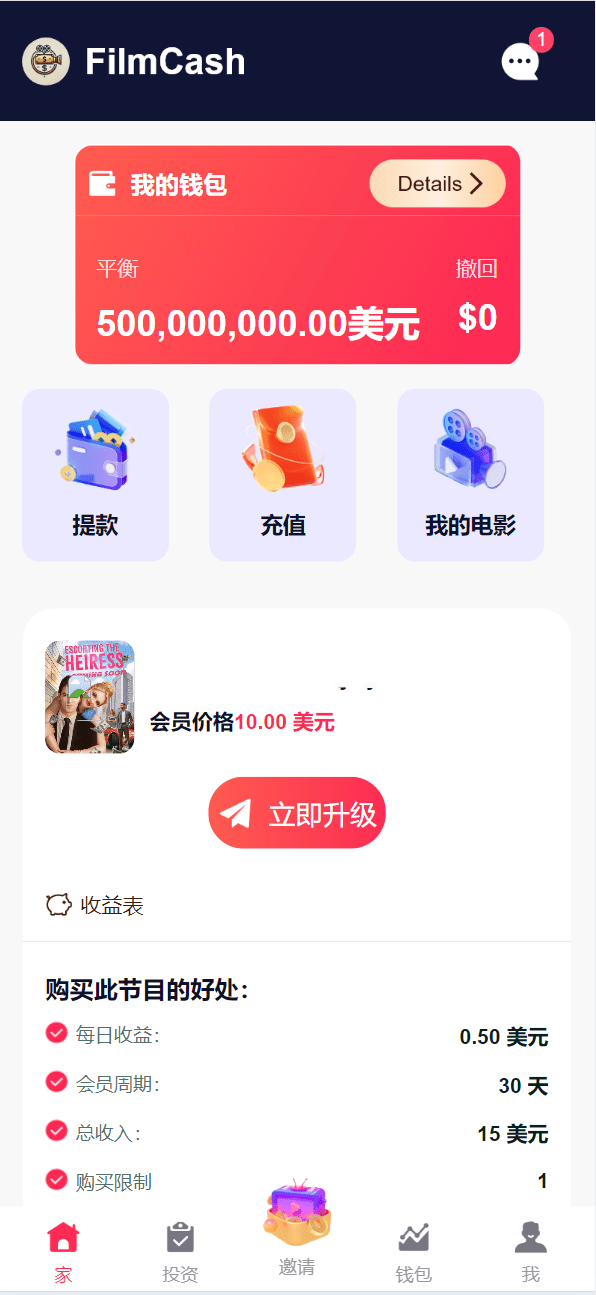 FilmCash
1
我的钱包
Details
平衡
撤回
500,000,000.00美元
$0
提款
充值
我的电影
ESCORTING THE
HEIRESS
会员价格10.00 美元
立即升级
收益表
购买此节目的好处：
每日收益：
0.50 美元
会员周期：
30 天
总收入：
15 美元
购买限制
1
家
投资
邀请
钱包
我